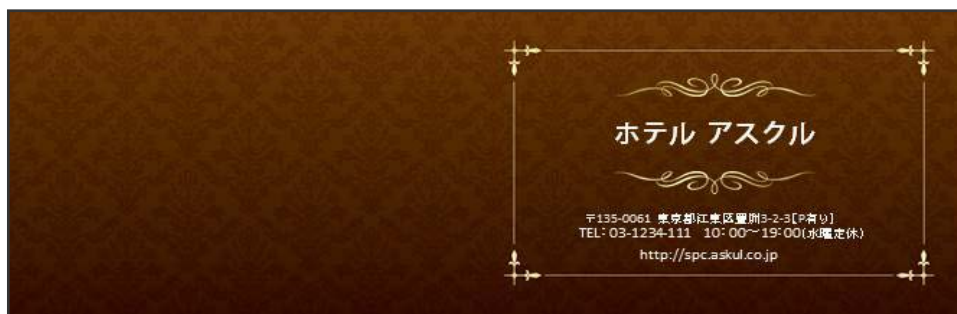 ホテル アスクル
〒135-0061 東京都江東区豊洲3-2-3[P有り]
TEL: 03-1234-111 10:00〜19:00(水曜定休)
http://spc.askul.co.jp